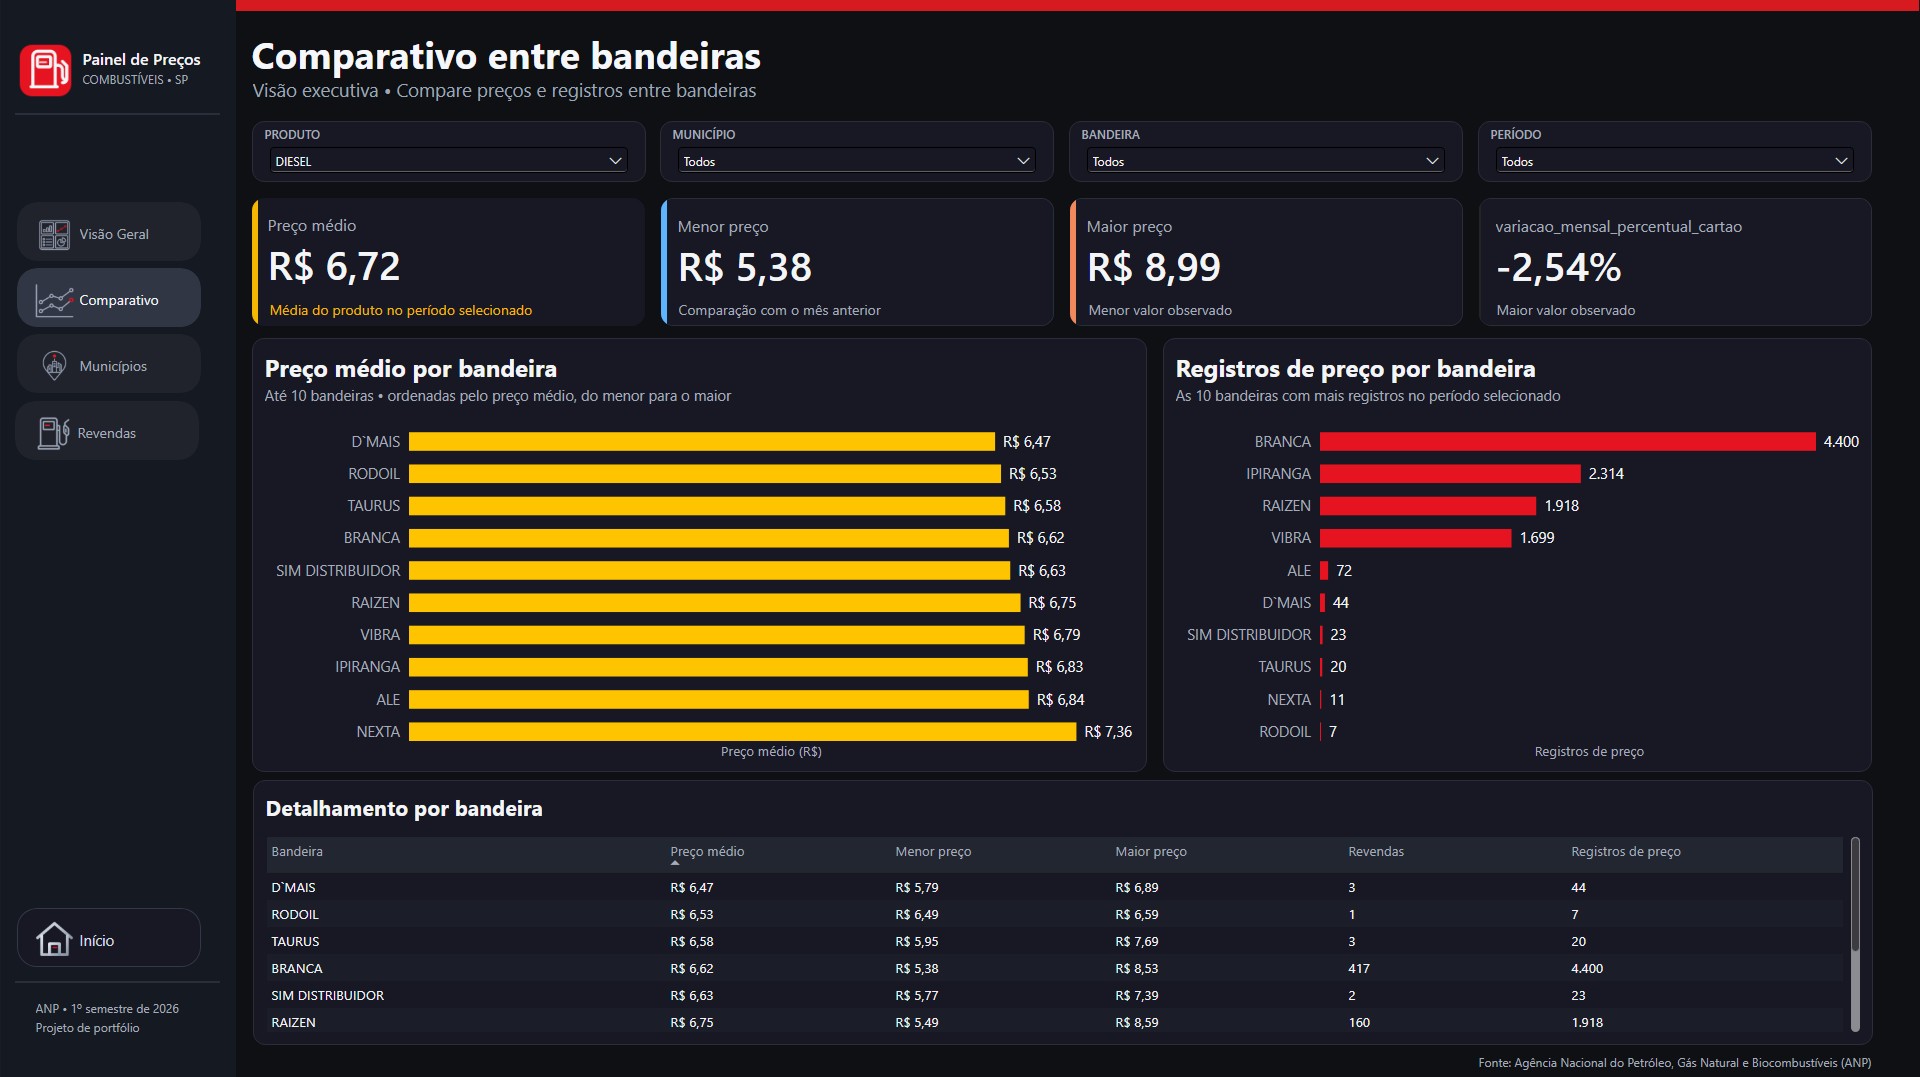 Painel de Preços
COMBUSTÍVEIS • SP
Visão Geral
Comparativo
Municípios
Revendas
Início
ANP • 1º semestre de 2026
Projeto de portfólio
Comparativo entre bandeiras
Visão executiva • Compare preços e registros entre bandeiras
PRODUTO
DIESEL
MUNICÍPIO
Todos
BANDEIRA
Todos
PERÍODO
Todos
Preço médio
R$ 6,72
Média do produto no período selecionado
Menor preço
R$ 5,38
Comparação com o mês anterior
Maior preço
R$ 8,99
Menor valor observado
variacao_mensal_percentual_cartao
-2,54%
Maior valor observado
Preço médio por bandeira
Até 10 bandeiras • ordenadas pelo preço médio, do menor para o maior
D`MAIS R$ 6,47
RODOIL R$ 6,53
TAURUS R$ 6,58
BRANCA R$ 6,62
SIM DISTRIBUIDOR R$ 6,63
RAIZEN R$ 6,75
VIBRA R$ 6,79
IPIRANGA R$ 6,83
ALE R$ 6,84
NEXTA R$ 7,36
Preço médio (R$)
Registros de preço por bandeira
As 10 bandeiras com mais registros no período selecionado
BRANCA 4.400
IPIRANGA 2.314
RAIZEN 1.918
VIBRA 1.699
ALE 72
D`MAIS 44
SIM DISTRIBUIDOR 23
TAURUS 20
NEXTA 11
RODOIL 7
Registros de preço
Detalhamento por bandeira
Bandeira Preço médio Menor preço Maior preço Revendas Registros de preço
D`MAIS R$ 6,47 R$ 5,79 R$ 6,89 3 44
RODOIL R$ 6,53 R$ 6,49 R$ 6,59 1 7
TAURUS R$ 6,58 R$ 5,95 R$ 7,69 3 20
BRANCA R$ 6,62 R$ 5,38 R$ 8,53 417 4.400
SIM DISTRIBUIDOR R$ 6,63 R$ 5,77 R$ 7,39 2 23
RAIZEN R$ 6,75 R$ 5,49 R$ 8,59 160 1.918
Fonte: Agência Nacional do Petróleo, Gás Natural e Biocombustíveis (ANP)